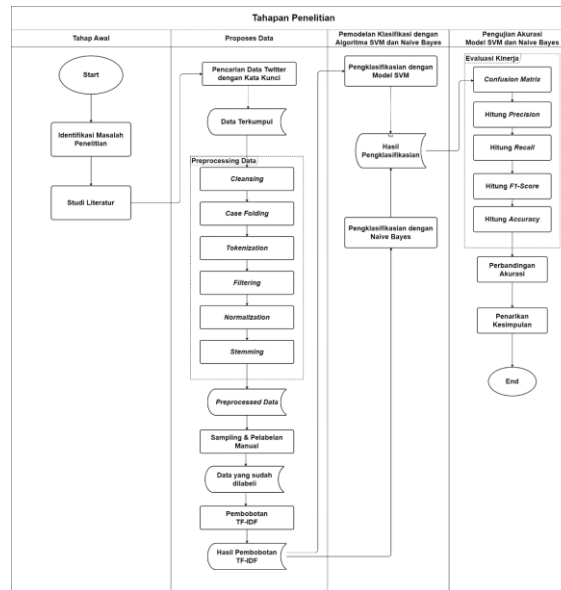 Tahapan Penelitian
Tahap Awal
Proposes Data
Pemodelan Klasifikasi dengan
Algoritma SVM dan Naive Bayes
Pengujian Akurasi
Model SVM dan Naive Bayes
Start
Identifikasi Masalah
Penelitian
Studi Literatur
Pencarian Data Twitter
dengan Kata Kunci
Data Terkumpul
Preprocessing Data
Cleansing
Case Folding
Tokenization
Filtering
Normalization
Stemming
Preprocessed Data
Sampling & Pelabelan
Manual
Data yang sudah
dilabeli
Pembobotan
TF-IDF
Hasil Pembobotan
TF-IDF
Pengklasifikasian dengan
Model SVM
Hasil
Pengklasifikasian
Pengklasifikasian dengan
Naive Bayes
Evaluasi Kinerja
Confusion Matrix
Hitung Precision
Hitung Recall
Hitung F1-Score
Hitung Accuracy
Perbandingan
Akurasi
Penarikan
Kesimpulan
End